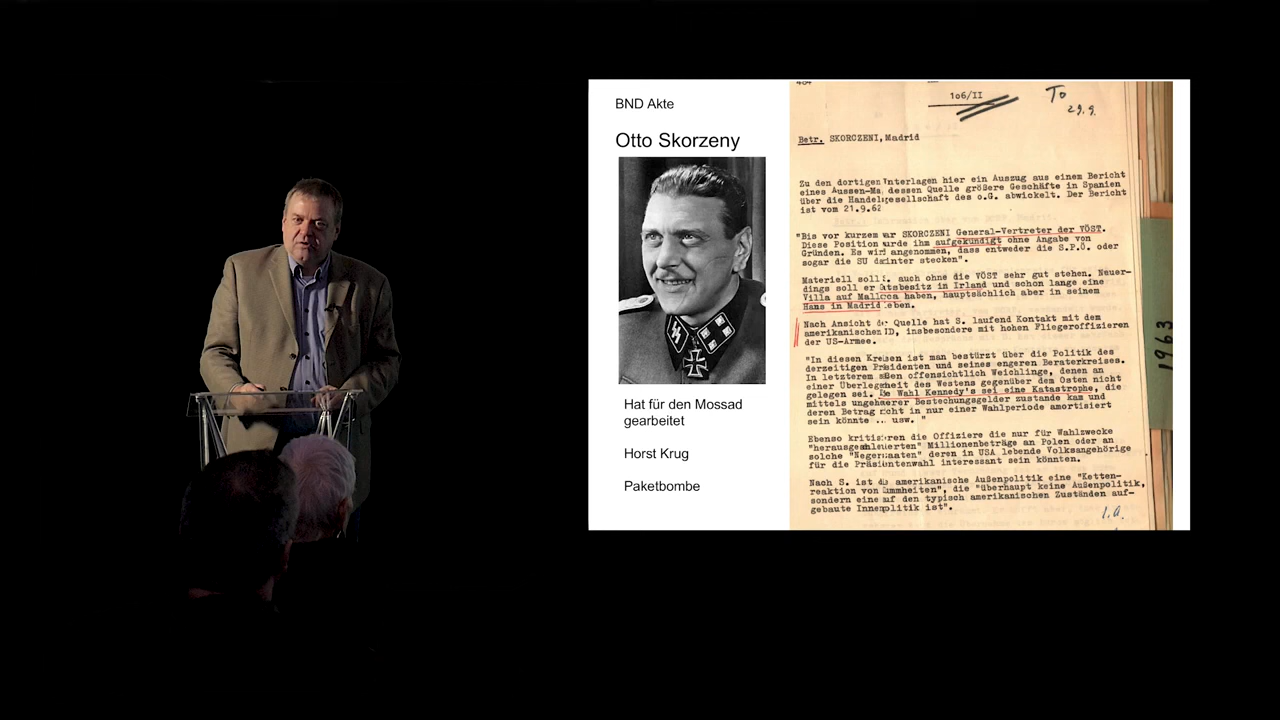 BND Akte
Otto Skorzeny
Hat für den Mossad
gearbeitet
Horst Krug
Paketbombe
1o6/II
To
29.9.
Betr. SKORCZENI, Madrid
Zu den dortigen Unterlagen hier ein Auszug aus einem Bericht
eines Aussen-Ma, dessen Quelle größere Geschäfte in Spanien
über die Handelsgesellschaft des o.G. abwickelt. Der Bericht
ist vom 21.9.62
"Bis vor kurzem war SKORCZENI General-Vertreter der VÖST.
Diese Position wurde ihm aufgekündigt ohne Angabe von
Gründen. Es wird angenommen, dass entweder die S.P.Ö. oder
sogar die SU dahinter stecken".
Materiell soll S. auch ohne die VÖST sehr gut stehen. Neuer-
dings soll er Gutsbesitz in Irland und schon lange eine
Villa auf Mallorca haben, hauptsächlich aber in seinem
Haus in Madrid leben.
Nach Ansicht der Quelle hat S. laufend Kontakt mit dem
amerikanischen ID, insbesondere mit hohen Fliegeroffizieren
der US-Armee.
"In diesen Kreisen ist man bestürzt über die Politik des
derzeitigen Präsidenten und seines engeren Beraterkreises.
In letzterem säßen offensichtlich Weichlinge, denen an
einer Überlegenheit des Westens gegenüber dem Osten nicht
gelegen sei. Die Wahl Kennedy's sei eine Katastrophe, die
mittels ungeheuerer Bestechungsgelder zustande kam und
deren Betrag nicht in nur einer Wahlperiode amortisiert
sein könnte ... usw. "
Ebenso kritisieren die Offiziere die nur für Wahlzwecke
"herausgeschleuderten" Millionenbeträge an Polen oder an
solche "Negerstaaten" deren in USA lebende Volksangehörige
für die Präsidentenwahl interessant sein könnten.
Nach S. ist die amerikanische Außenpolitik eine "Ketten-
reaktion von Dummheiten", die "überhaupt keine Außenpolitik,
sondern eine auf den typisch amerikanischen Zuständen auf-
gebaute Innenpolitik ist".
1963